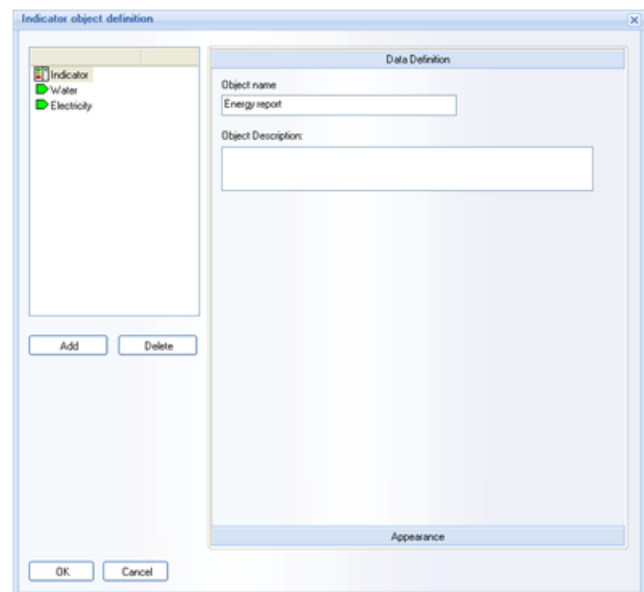 Indicator object definition
Indicator
Water
Electricity
Add
Delete
Data Definition
Object name
Energy report
Object Description:
Appearance
OK
Cancel